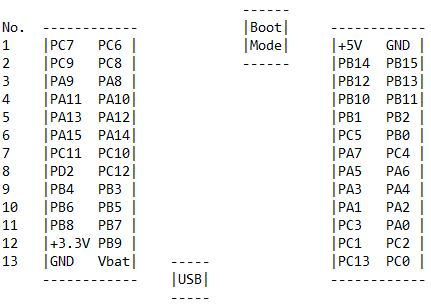 ------
No. ------------ |Boot| ------------
1 |PC7 PC6 | |Mode| |+5V GND |
2 |PC9 PC8 | ------ |PB14 PB15|
3 |PA9 PA8 | |PB12 PB13|
4 |PA11 PA10| |PB10 PB11|
5 |PA13 PA12| |PB1 PB2 |
6 |PA15 PA14| |PC5 PB0 |
7 |PC11 PC10| |PA7 PC4 |
8 |PD2 PC12| |PA5 PA6 |
9 |PB4 PB3 | |PA3 PA4 |
10 |PB6 PB5 | |PA1 PA2 |
11 |PB8 PB7 | |PC3 PA0 |
12 |+3.3V PB9 | |PC1 PC2 |
13 |GND Vbat| ----- |PC13 PC0 |
------------ |USB| ------------
-----